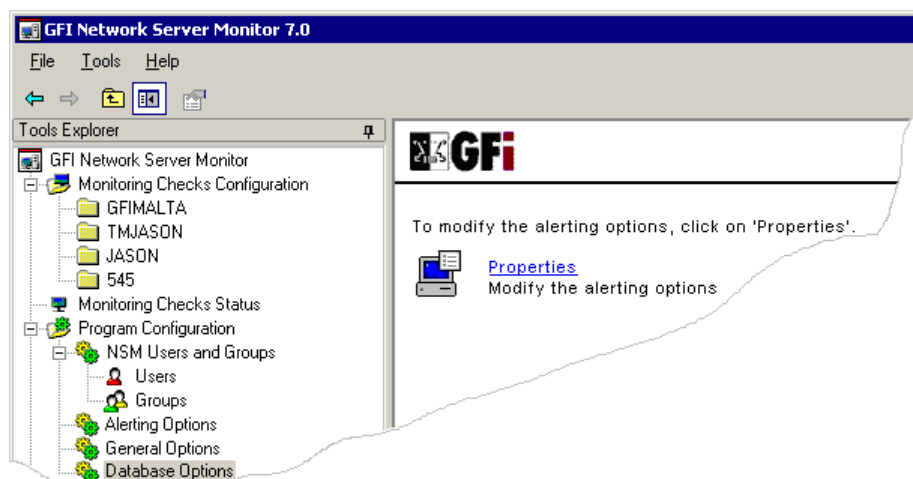 GFI Network Server Monitor 7.0
File Tools Help
Tools Explorer
GFI Network Server Monitor
Monitoring Checks Configuration
GFIMALTA
TMJASON
JASON
545
Monitoring Checks Status
Program Configuration
NSM Users and Groups
Users
Groups
Alerting Options
General Options
Database Options
GFi
To modify the alerting options, click on 'Properties'.
Properties
Modify the alerting options